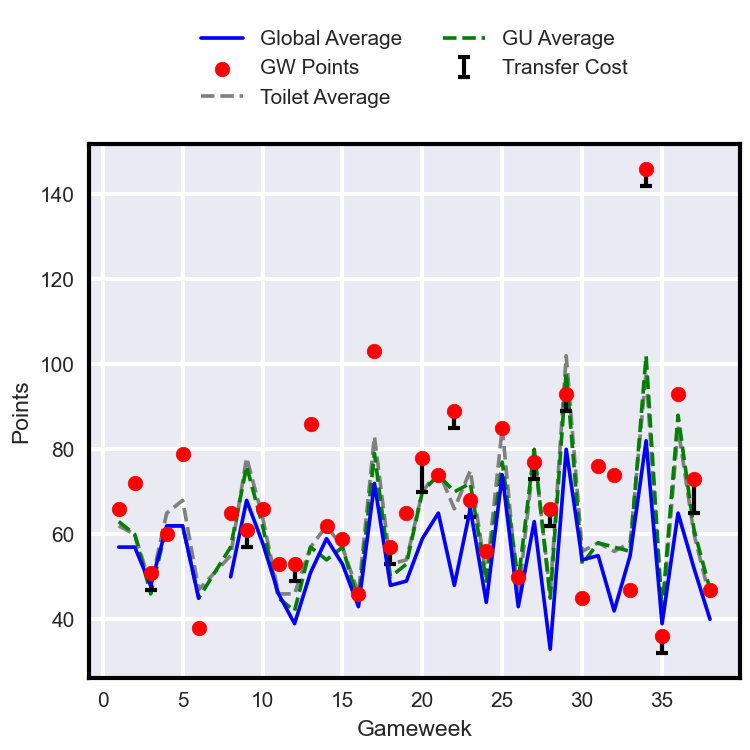 Global Average
GW Points
Toilet Average
GU Average
Transfer Cost
140
120
100
80
60
40
Points
0 5 10 15 20 25 30 35
Gameweek